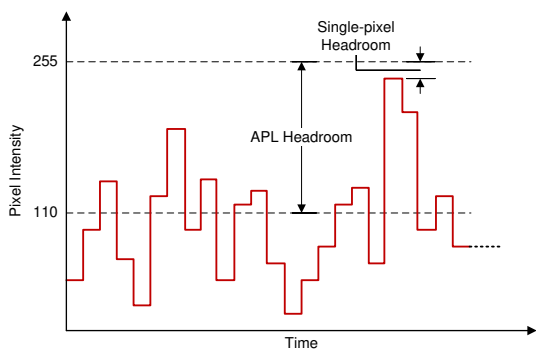 Single-pixel
Headroom
255
APL Headroom
Pixel Intensity
110
Time